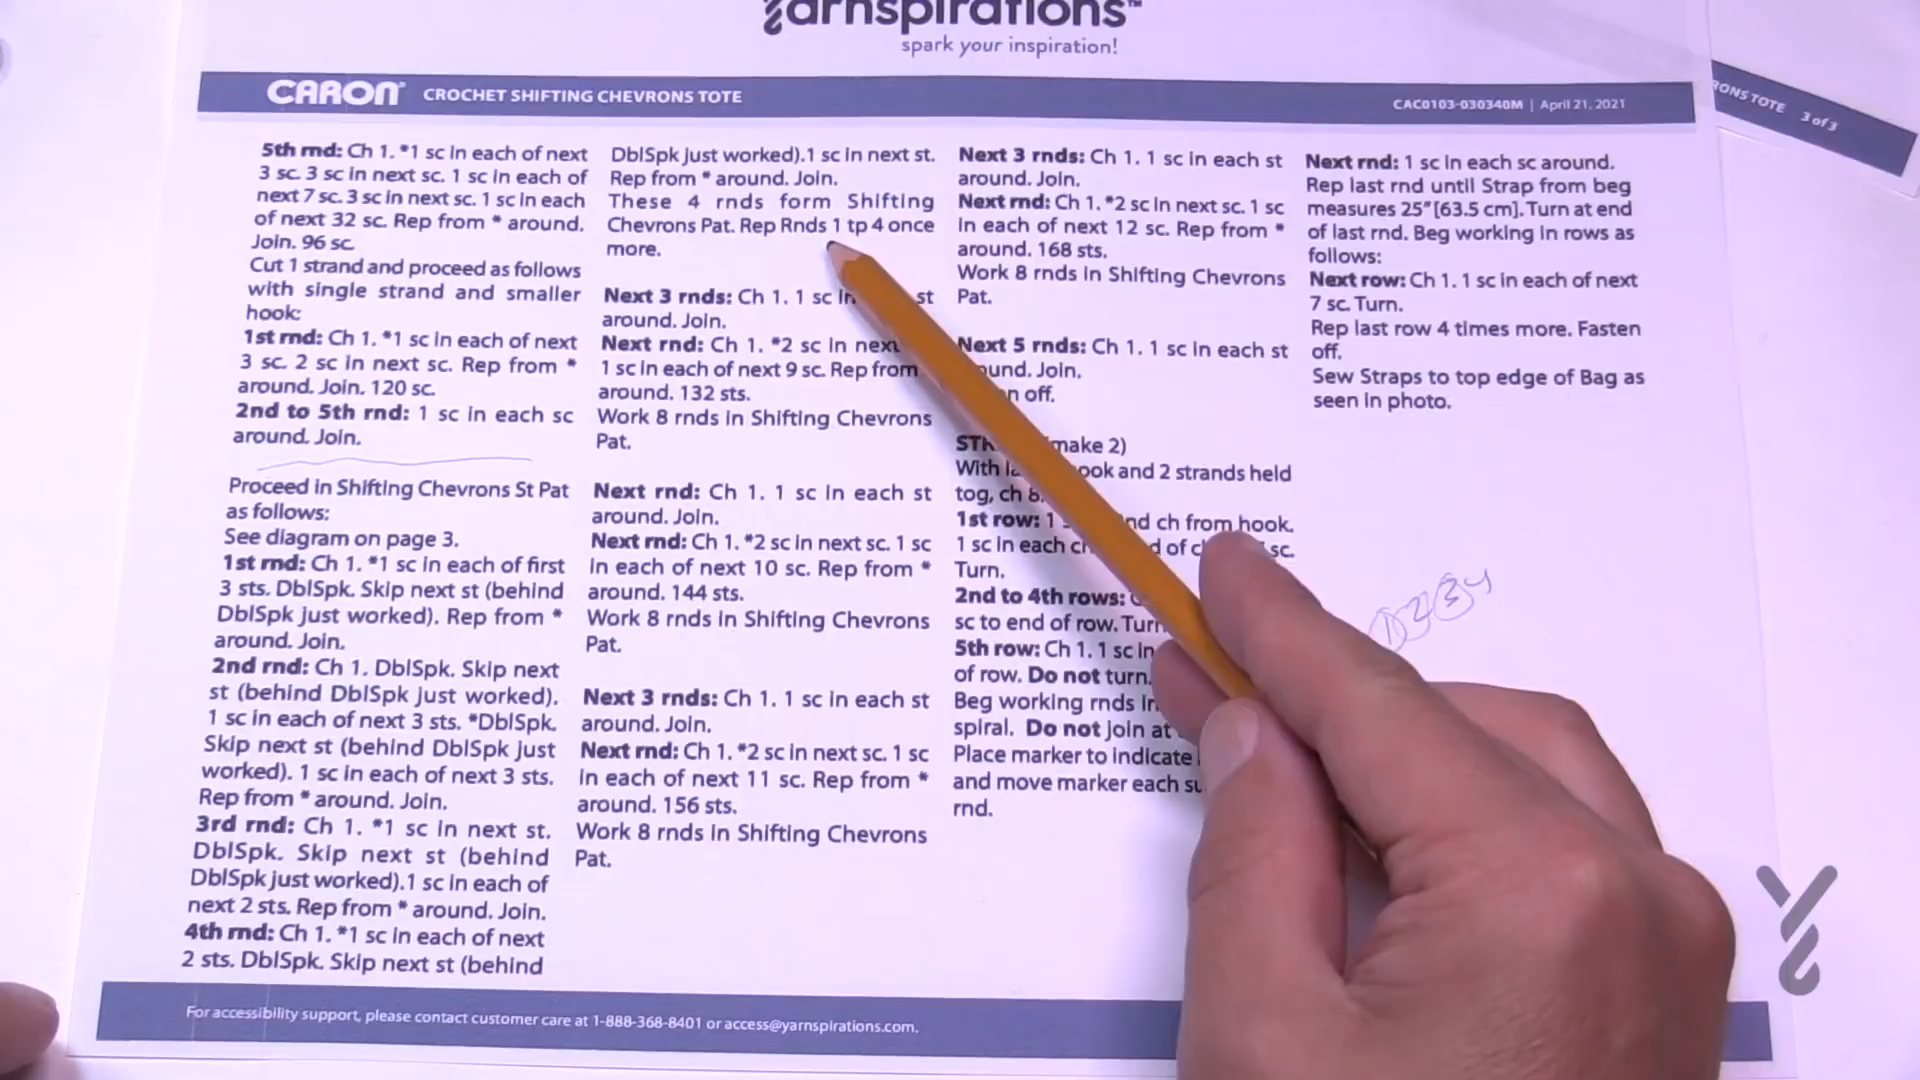 yarnspirations™
spark your inspiration!
CARON® CROCHET SHIFTING CHEVRONS TOTE
CAC0103-030340M | April 21, 2021
TOTE 3 of 3
5th rnd: Ch 1. *1 sc in each of next
3 sc. 3 sc in next sc. 1 sc in each of
next 7 sc. 3 sc in next sc. 1 sc in each
of next 32 sc. Rep from * around.
Join. 96 sc.
Cut 1 strand and proceed as follows
with single strand and smaller
hook:
1st rnd: Ch 1. *1 sc in each of next
3 sc. 2 sc in next sc. Rep from *
around. Join. 120 sc.
2nd to 5th rnd: 1 sc in each sc
around. Join.
Proceed in Shifting Chevrons St Pat
as follows:
See diagram on page 3.
1st rnd: Ch 1. *1 sc in each of first
3 sts. DblSpk. Skip next st (behind
DblSpk just worked). Rep from *
around. Join.
2nd rnd: Ch 1. DblSpk. Skip next
st (behind DblSpk just worked).
1 sc in each of next 3 sts. *DblSpk.
Skip next st (behind DblSpk just
worked). 1 sc in each of next 3 sts.
Rep from * around. Join.
3rd rnd: Ch 1. *1 sc in next st.
DblSpk. Skip next st (behind
DblSpk just worked).1 sc in each of
next 2 sts. Rep from * around. Join.
4th rnd: Ch 1. *1 sc in each of next
2 sts. DblSpk. Skip next st (behind
DblSpk just worked).1 sc in next st.
Rep from * around. Join.
These 4 rnds form Shifting
Chevrons Pat. Rep Rnds 1 tp 4 once
more.
Next 3 rnds: Ch 1. 1 sc in st
around. Join.
Next rnd: Ch 1. *2 sc in next
1 sc in each of next 9 sc. Rep from
around. 132 sts.
Work 8 rnds in Shifting Chevrons
Pat.
Next rnd: Ch 1. 1 sc in each st
around. Join.
Next rnd: Ch 1. *2 sc in next sc. 1 sc
in each of next 10 sc. Rep from *
around. 144 sts.
Work 8 rnds in Shifting Chevrons
Pat.
Next 3 rnds: Ch 1. 1 sc in each st
around. Join.
Next rnd: Ch 1. *2 sc in next sc. 1 sc
in each of next 11 sc. Rep from *
around. 156 sts.
Work 8 rnds in Shifting Chevrons
Pat.
Next 3 rnds: Ch 1. 1 sc in each st
around. Join.
Next rnd: Ch 1. *2 sc in next sc. 1 sc
in each of next 12 sc. Rep from *
around. 168 sts.
Work 8 rnds in Shifting Chevrons
Pat.
Next 5 rnds: Ch 1. 1 sc in each st
Join.
off.
(make 2)
With hook and 2 strands held
tog, ch 8.
1st row: 1 ch from hook.
1 sc in each of sc.
Turn.
2nd to 4th rows:
sc to end of row. Turn
5th row: Ch 1. 1 sc in
of row. Do not turn.
Beg working rnds in
spiral. Do not join at
Place marker to indicate
and move marker each
rnd.
Next rnd: 1 sc in each sc around.
Rep last rnd until Strap from beg
measures 25" [63.5 cm]. Turn at end
of last rnd. Beg working in rows as
follows:
Next row: Ch 1. 1 sc in each of next
7 sc. Turn.
Rep last row 4 times more. Fasten
off.
Sew Straps to top edge of Bag as
seen in photo.
1 2 3 4
For accessibility support, please contact customer care at 1-888-368-8401 or access@yarnspirations.com.